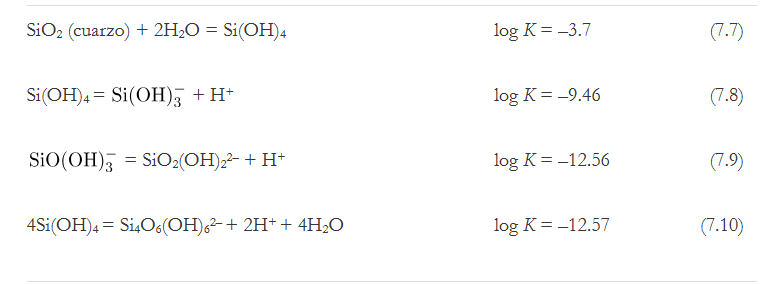 SiO₂ (cuarzo) + 2H₂O = Si(OH)₄ log K = –3.7 (7.7)
Si(OH)₄ = Si(OH)₃⁻ + H⁺ log K = –9.46 (7.8)
SiO(OH)₃⁻ = SiO₂(OH)₂²⁻ + H⁺ log K = –12.56 (7.9)
4Si(OH)₄ = Si₄O₆(OH)₆²⁻ + 2H⁺ + 4H₂O log K = –12.57 (7.10)